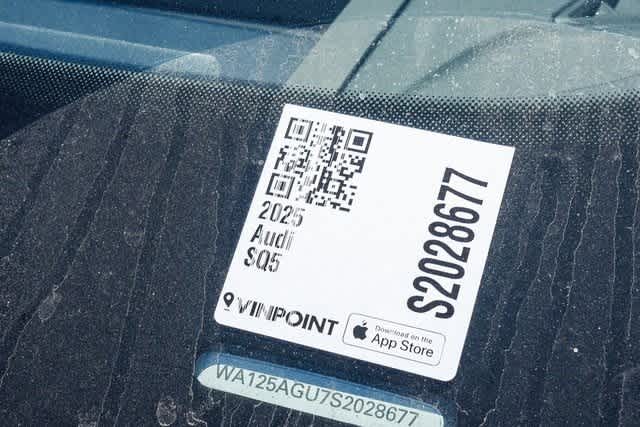 2025
Audi
SQ5
S2028677
VINPOINT
Download on the
App Store
WA125AGU7S2028677